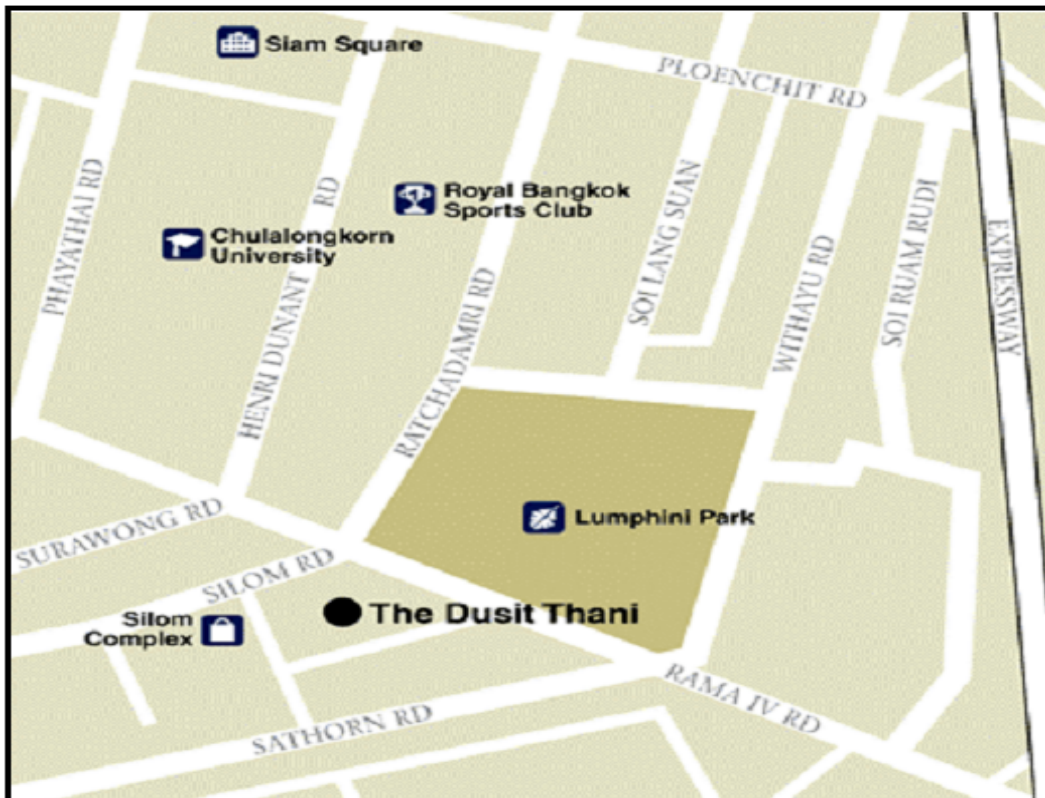 Siam Square
PLOENCHIT RD
PHAYATHAI RD
Chulalongkorn
University
HENRI DUNANT RD
Royal Bangkok
Sports Club
RATCHADAMRI RD
SOI LANG SUAN
WITHAYU RD
SOI RUAM RUDI
EXPRESSWAY
SURAWONG RD
SILOM RD
Lumphini Park
Silom
Complex
The Dusit Thani
SATHORN RD
RAMA IV RD